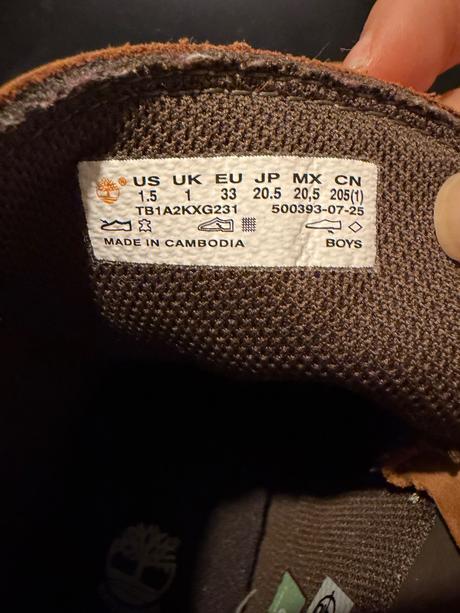 US UK EU JP MX CN
1.5 1 33 20.5 20,5 205(1)
TB1A2KXG231 500393-07-25
MADE IN CAMBODIA BOYS